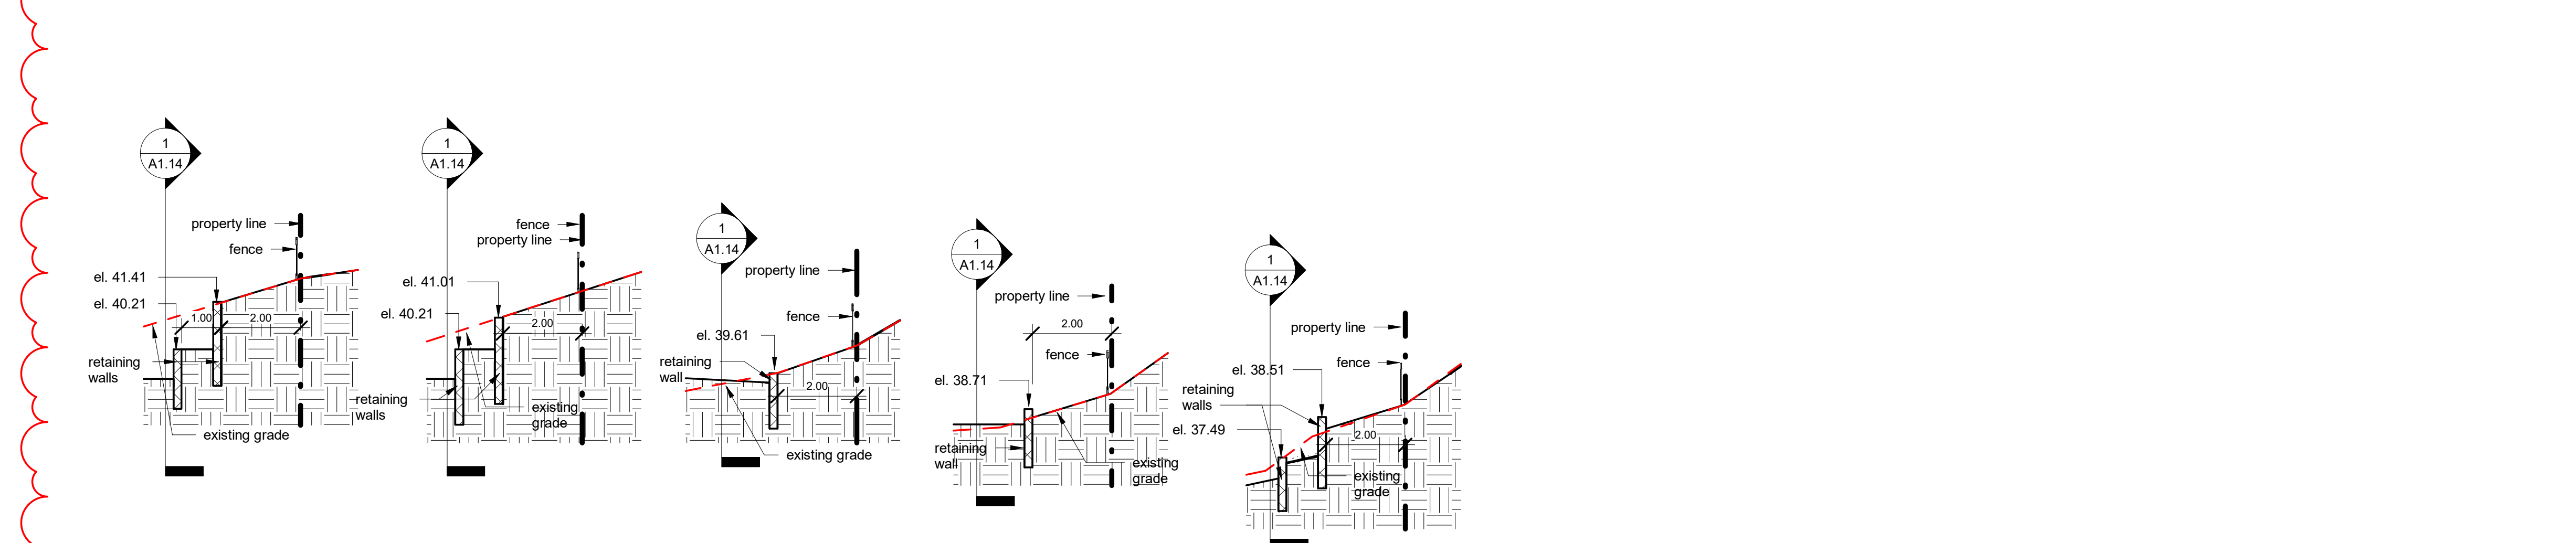 1
A1.14
property line
fence
el. 41.41
el. 40.21
1.00
2.00
retaining
walls
existing grade
1
A1.14
fence
property line
el. 41.01
el. 40.21
2.00
retaining
walls
existing
grade
1
A1.14
property line
fence
el. 39.61
retaining
wall
2.00
existing grade
1
A1.14
property line
2.00
fence
el. 38.71
retaining
wall
existing
grade
1
A1.14
property line
fence
el. 38.51
retaining
walls
el. 37.49
2.00
existing
grade